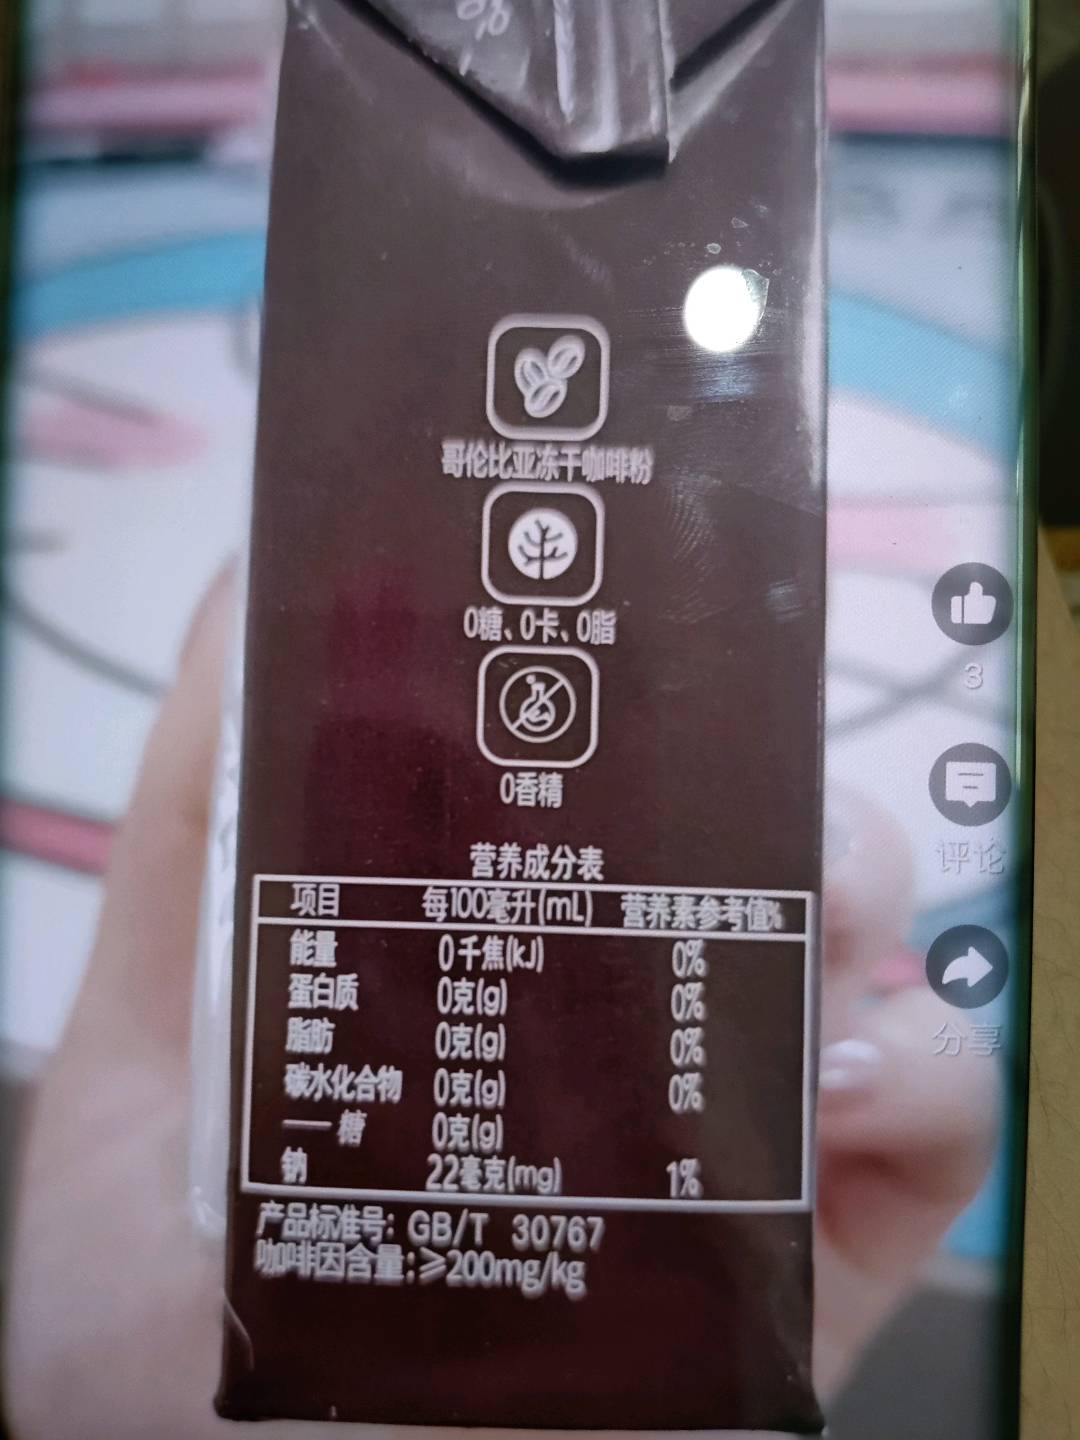 哥伦比亚冻干咖啡粉
0糖、0卡、0脂
0香精
营养成分表
项目 每100毫升(mL) 营养素参考值%
能量 0千焦(kJ) 0%
蛋白质 0克(g) 0%
脂肪 0克(g) 0%
碳水化合物 0克(g) 0%
——糖 0克(g)
钠 22毫克(mg) 1%
产品标准号: GB/T 30767
咖啡因含量:≥200mg/kg
3
评论
分享